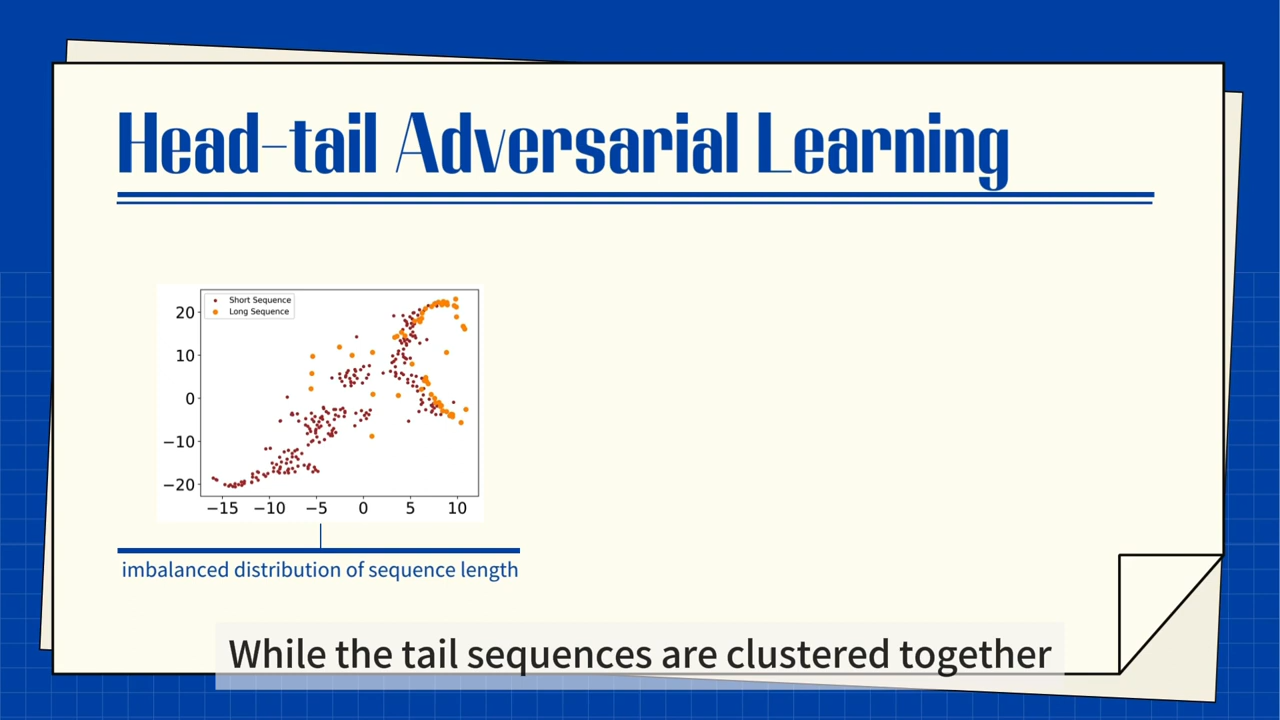 Head-tail Adversarial Learning
Short Sequence
Long Sequence
20
10
0
−10
−20
−15 −10 −5 0 5 10
imbalanced distribution of sequence length
While the tail sequences are clustered together